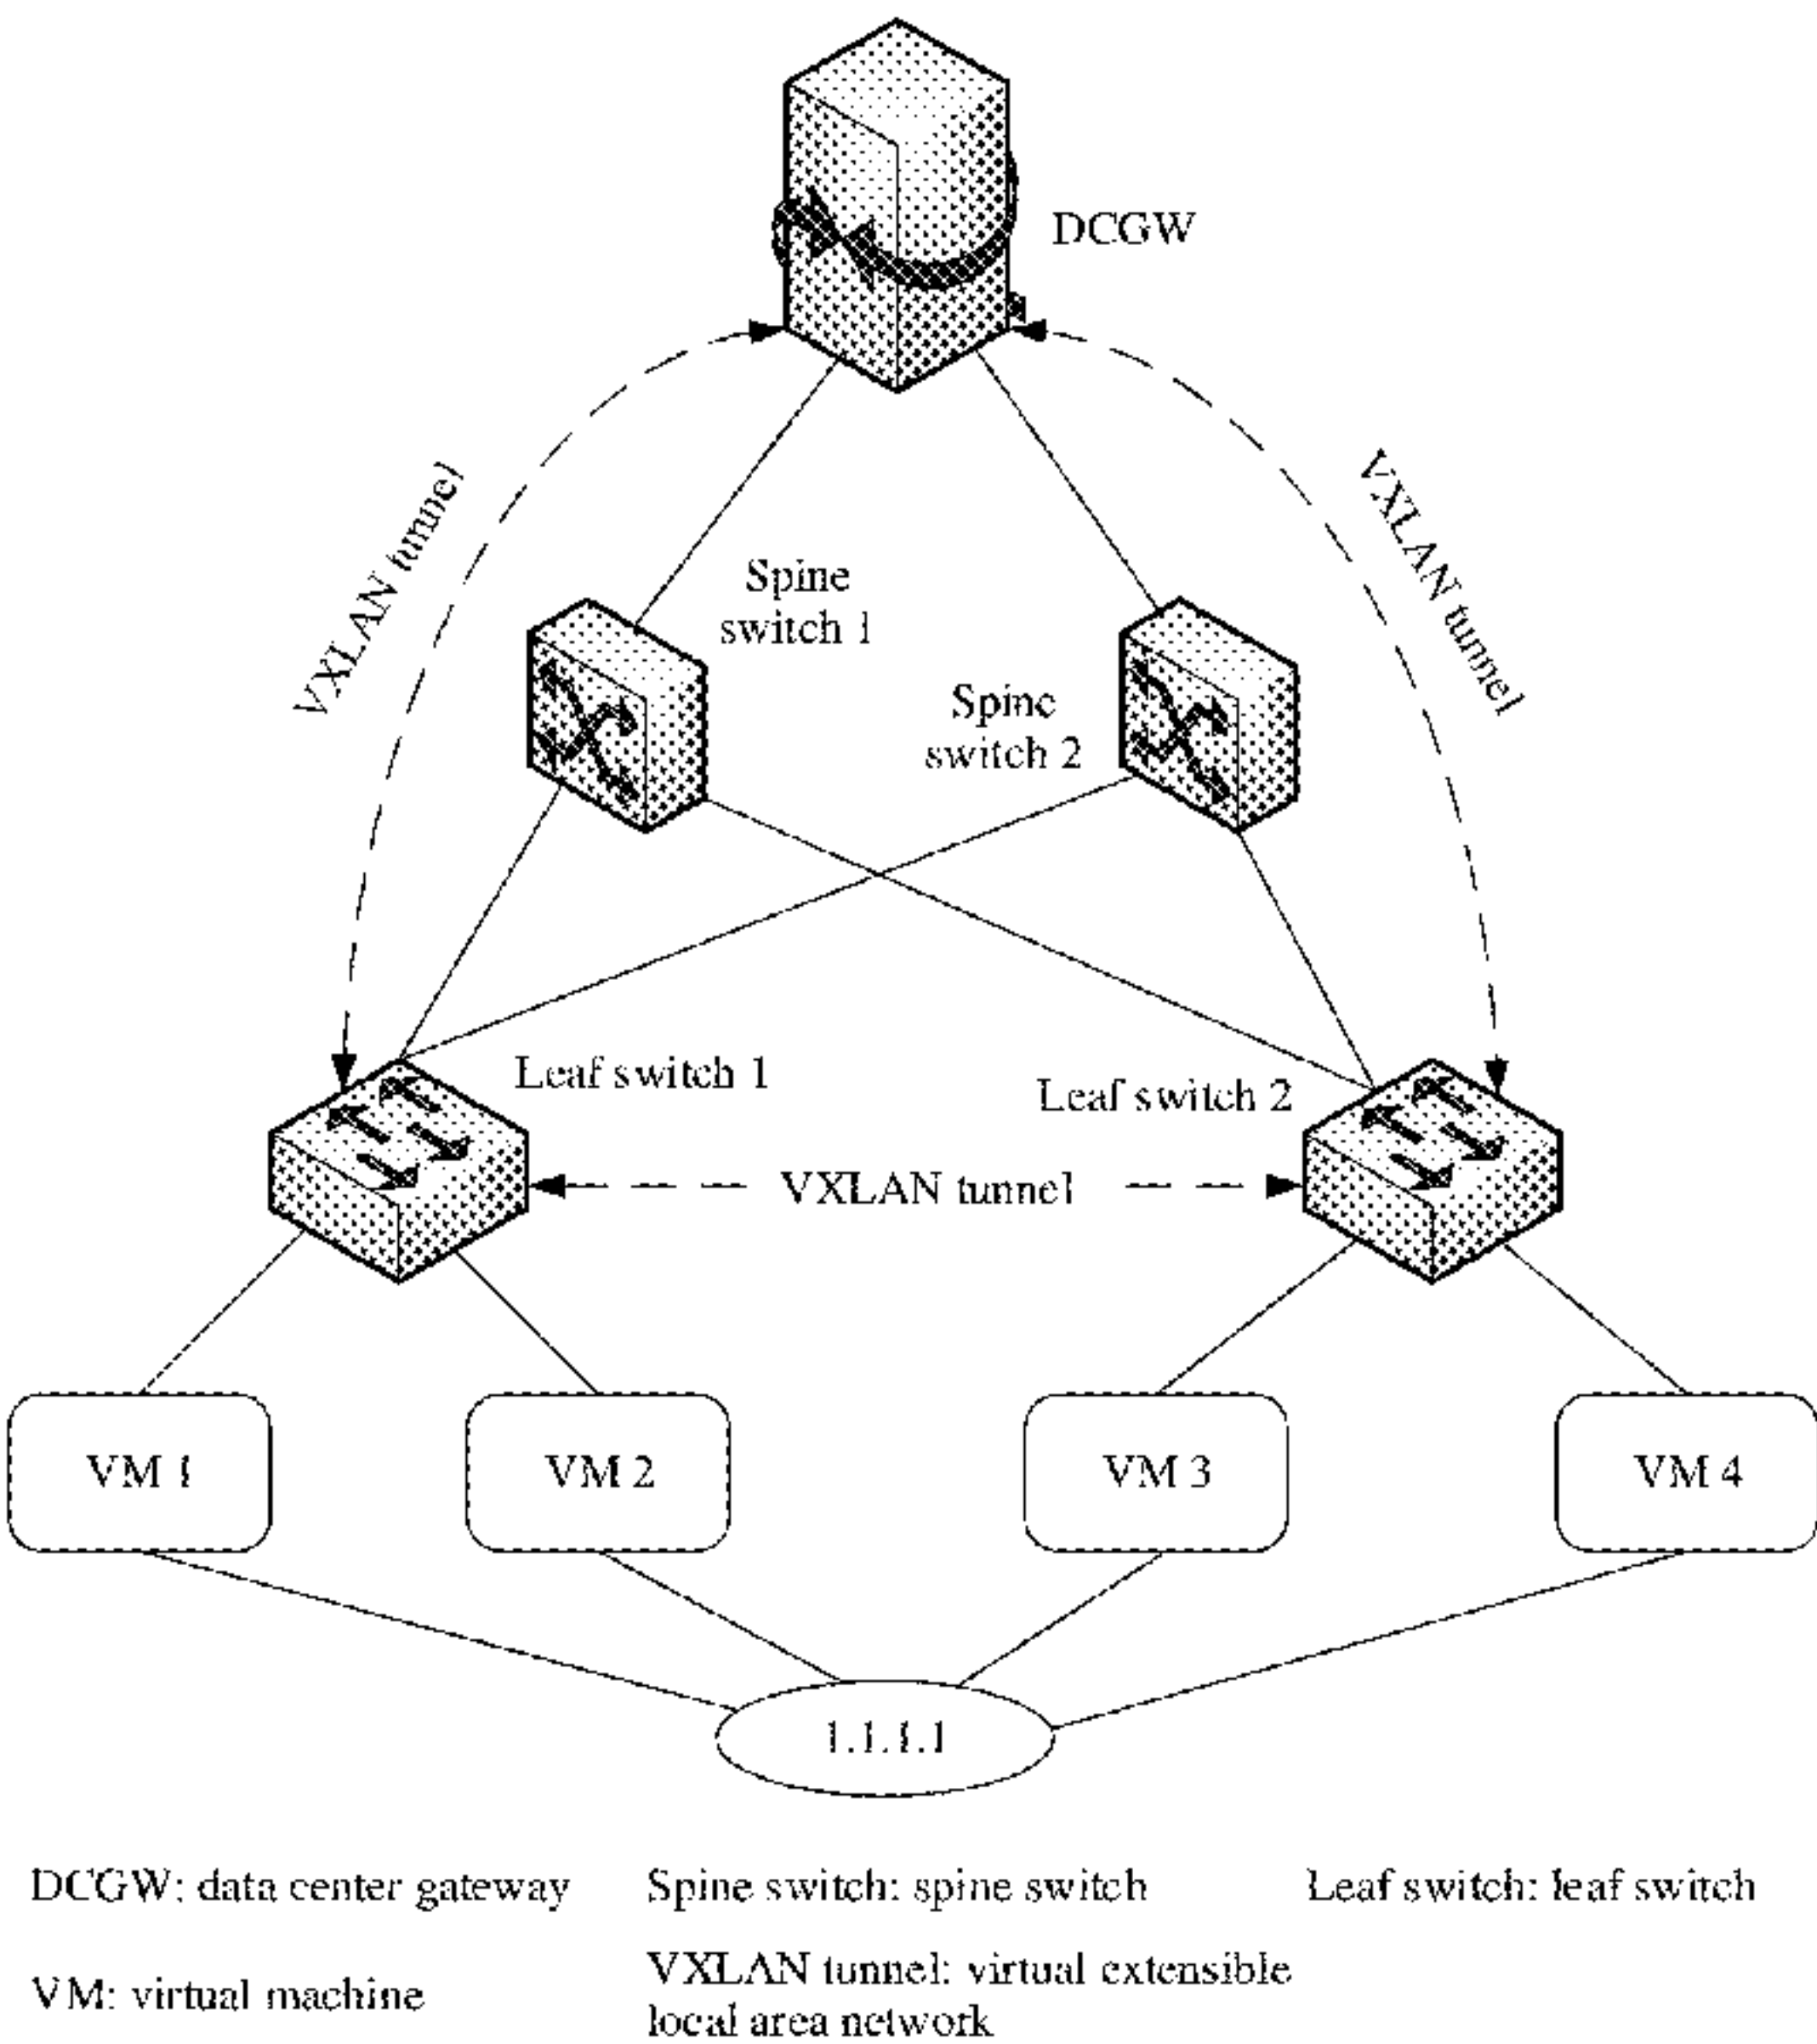 DCGW
VXLAN tunnel
VXLAN tunnel
Spine
switch 1
Spine
switch 2
Leaf switch 1
Leaf switch 2
VXLAN tunnel
VM 1
VM 2
VM 3
VM 4
1.1.1.1
DCGW: data center gateway
Spine switch: spine switch
Leaf switch: leaf switch
VM: virtual machine
VXLAN tunnel: virtual extensible
local area network